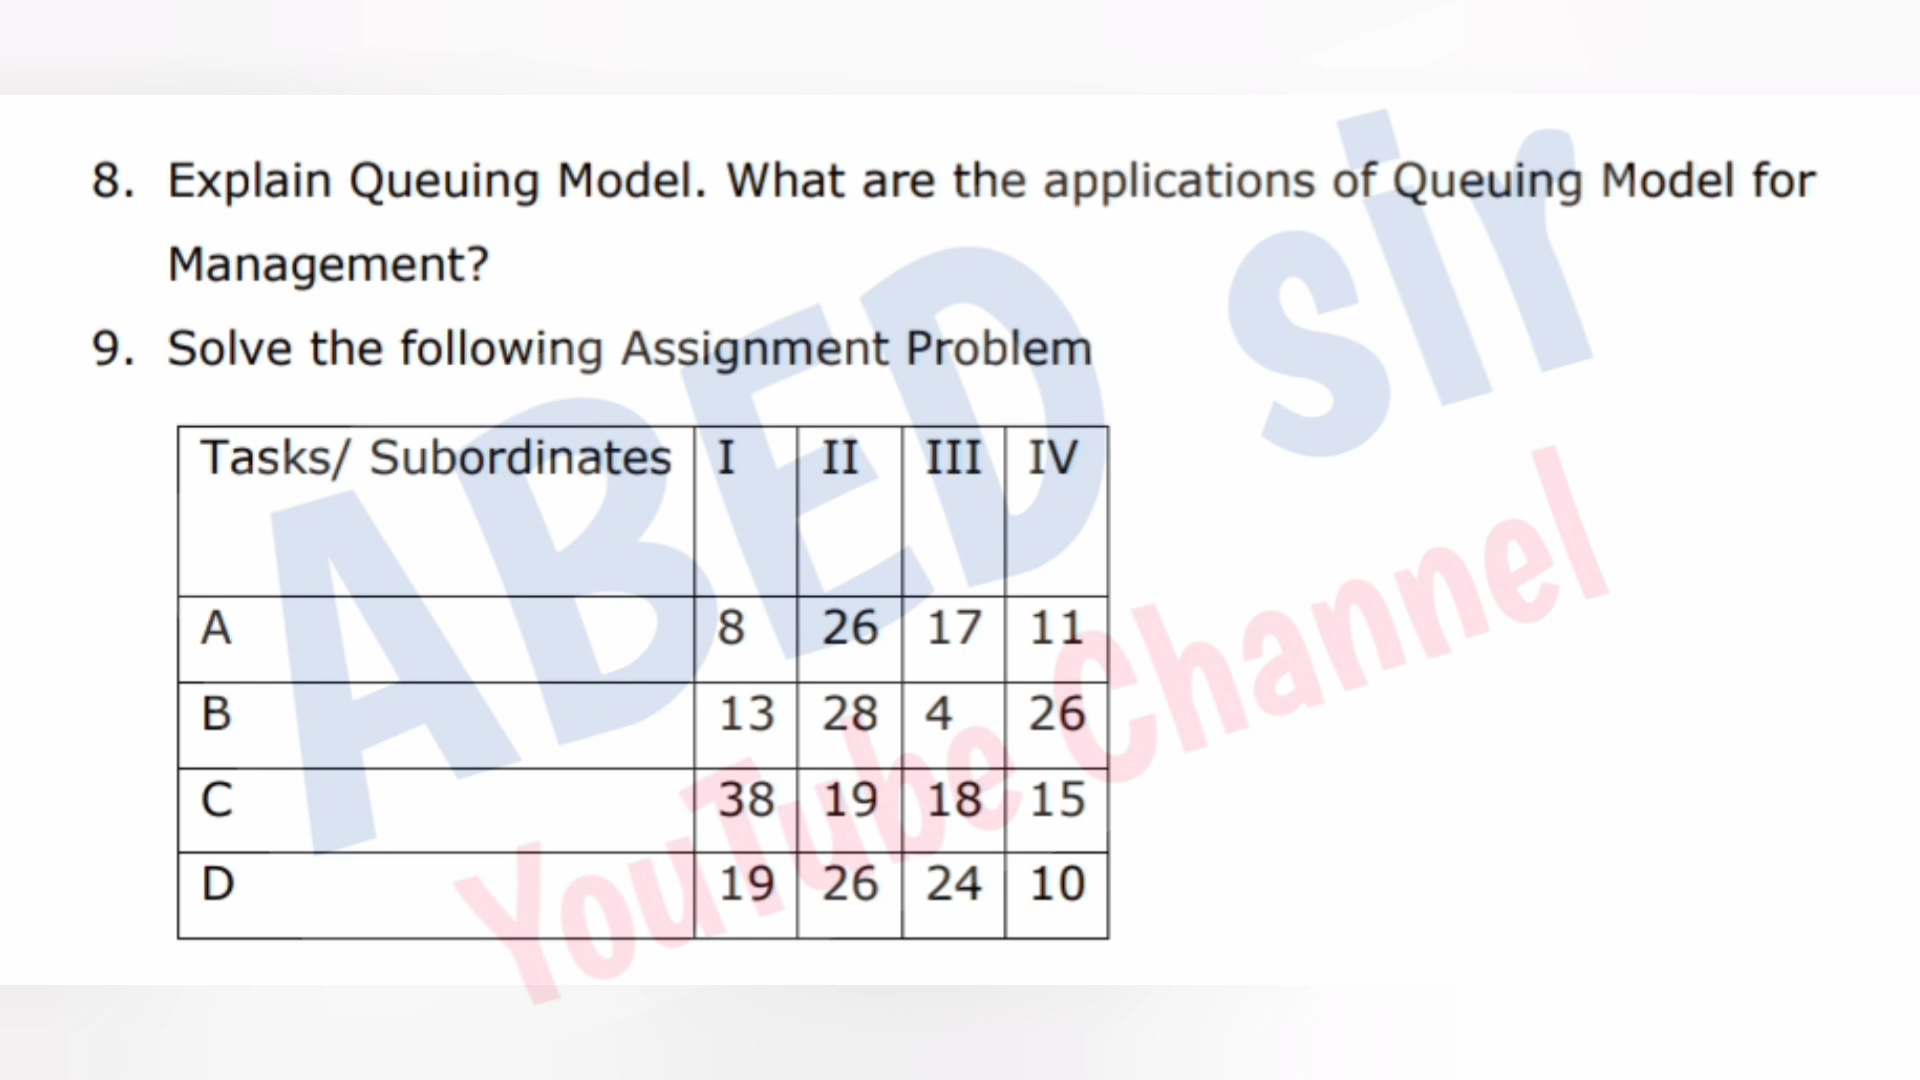 8. Explain Queuing Model. What are the applications of Queuing Model for
Management?
9. Solve the following Assignment Problem
Tasks/ Subordinates I II III IV
A 8 26 17 11
B 13 28 4 26
C 38 19 18 15
D 19 26 24 10
ABED sir
YouTube Channel